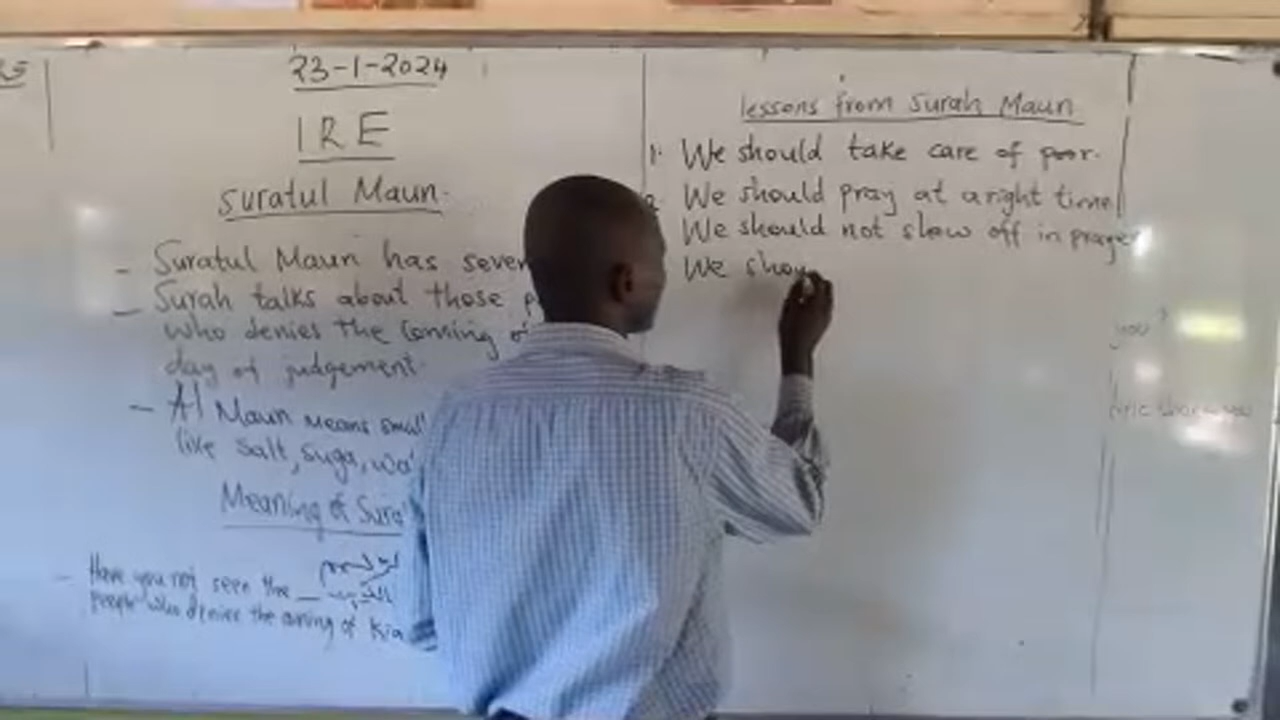 23-1-2024
IRE
Suratul Maun.
- Suratul Maun has seven
- Surah talks about those
who denies the coming of
day of judgement.
- Al Maun means small
like salt, suga, wa
Meaning of Sura
- Have you not seen the
people who denies the coming of Kia
lessons from Surah Maun
1. We should take care of poor.
2. We should pray at a right time
We should not show off in prayer
We shou
you?